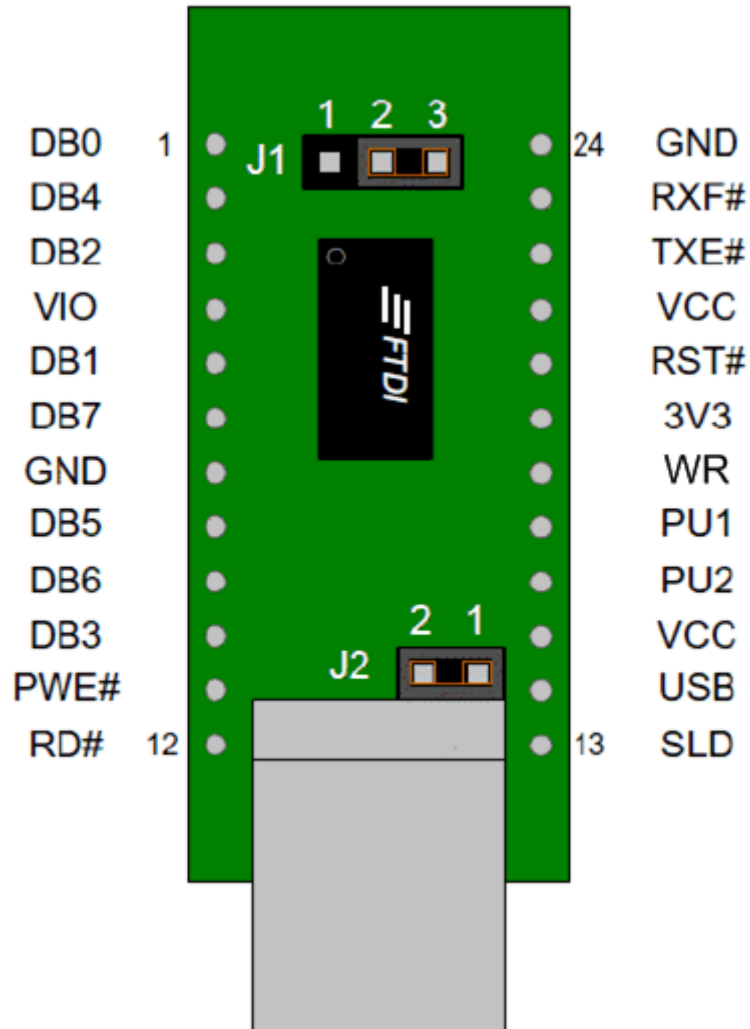 1 2 3
DB0 1 J1 24 GND
DB4 RXF#
DB2 TXE#
VIO VCC
DB1 RST#
FTDI
DB7 3V3
GND WR
DB5 PU1
DB6 PU2
DB3 2 1 VCC
J2
PWE# USB
RD# 12 13 SLD